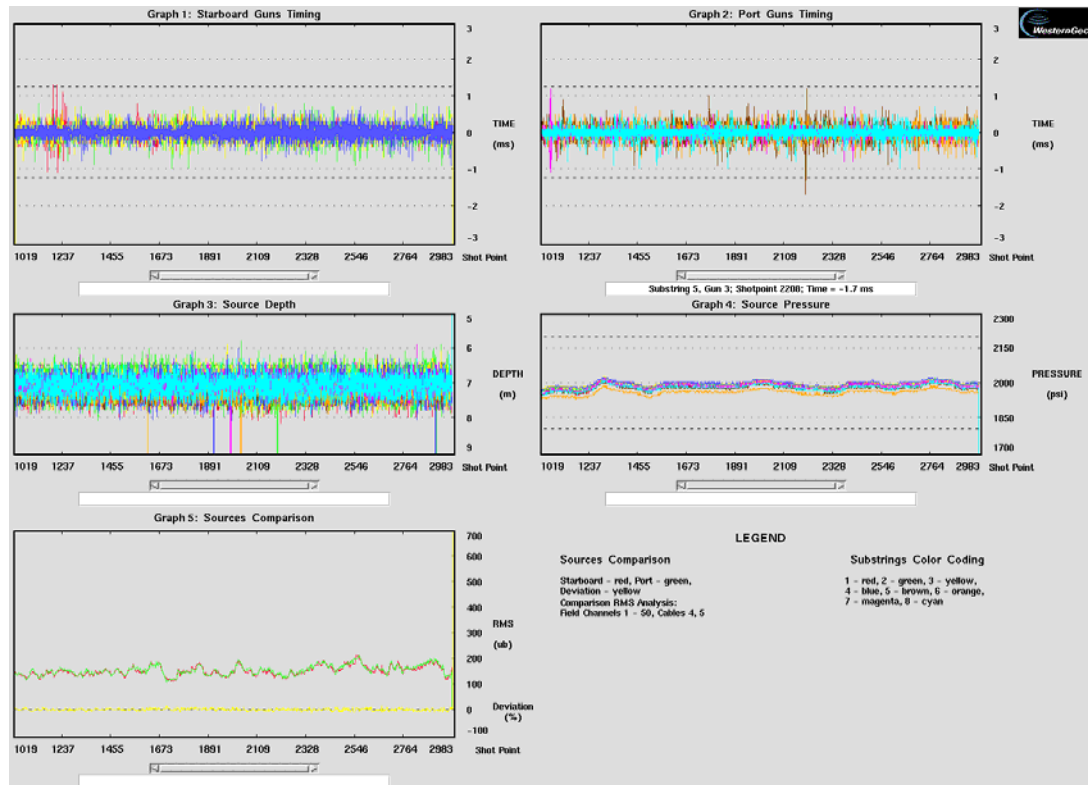 Graph 1: Starboard Guns Timing
3
2
1
0
-1
-2
-3
TIME
(ms)
1019 1237 1455 1673 1891 2109 2328 2546 2764 2983 Shot Point
Graph 2: Port Guns Timing
WesternGeco
3
2
1
0
-1
-2
-3
TIME
(ms)
1019 1237 1455 1673 1891 2109 2328 2546 2764 2983 Shot Point
Substring 5, Gun 3; Shotpoint 2208; Time = -1.7 ms
Graph 3: Source Depth
5
6
7
8
9
DEPTH
(m)
1019 1237 1455 1673 1891 2109 2328 2546 2764 2983 Shot Point
Graph 4: Source Pressure
2300
2150
2000
1850
1700
PRESSURE
(psi)
1019 1237 1455 1673 1891 2109 2328 2546 2764 2983 Shot Point
Graph 5: Sources Comparison
700
600
500
400
300
200
100
0
-100
RMS
(ub)
Deviation
(%)
1019 1237 1455 1673 1891 2109 2328 2546 2764 2983 Shot Point
LEGEND
Sources Comparison
Starboard - red, Port - green,
Deviation - yellow
Comparison RMS Analysis:
Field Channels 1 - 50, Cables 4, 5
Substrings Color Coding
1 - red, 2 - green, 3 - yellow,
4 - blue, 5 - brown, 6 - orange,
7 - magenta, 8 - cyan